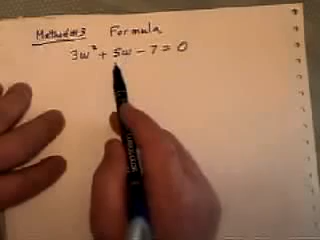 Method #3 Formula
3w² + 5w - 7 = 0